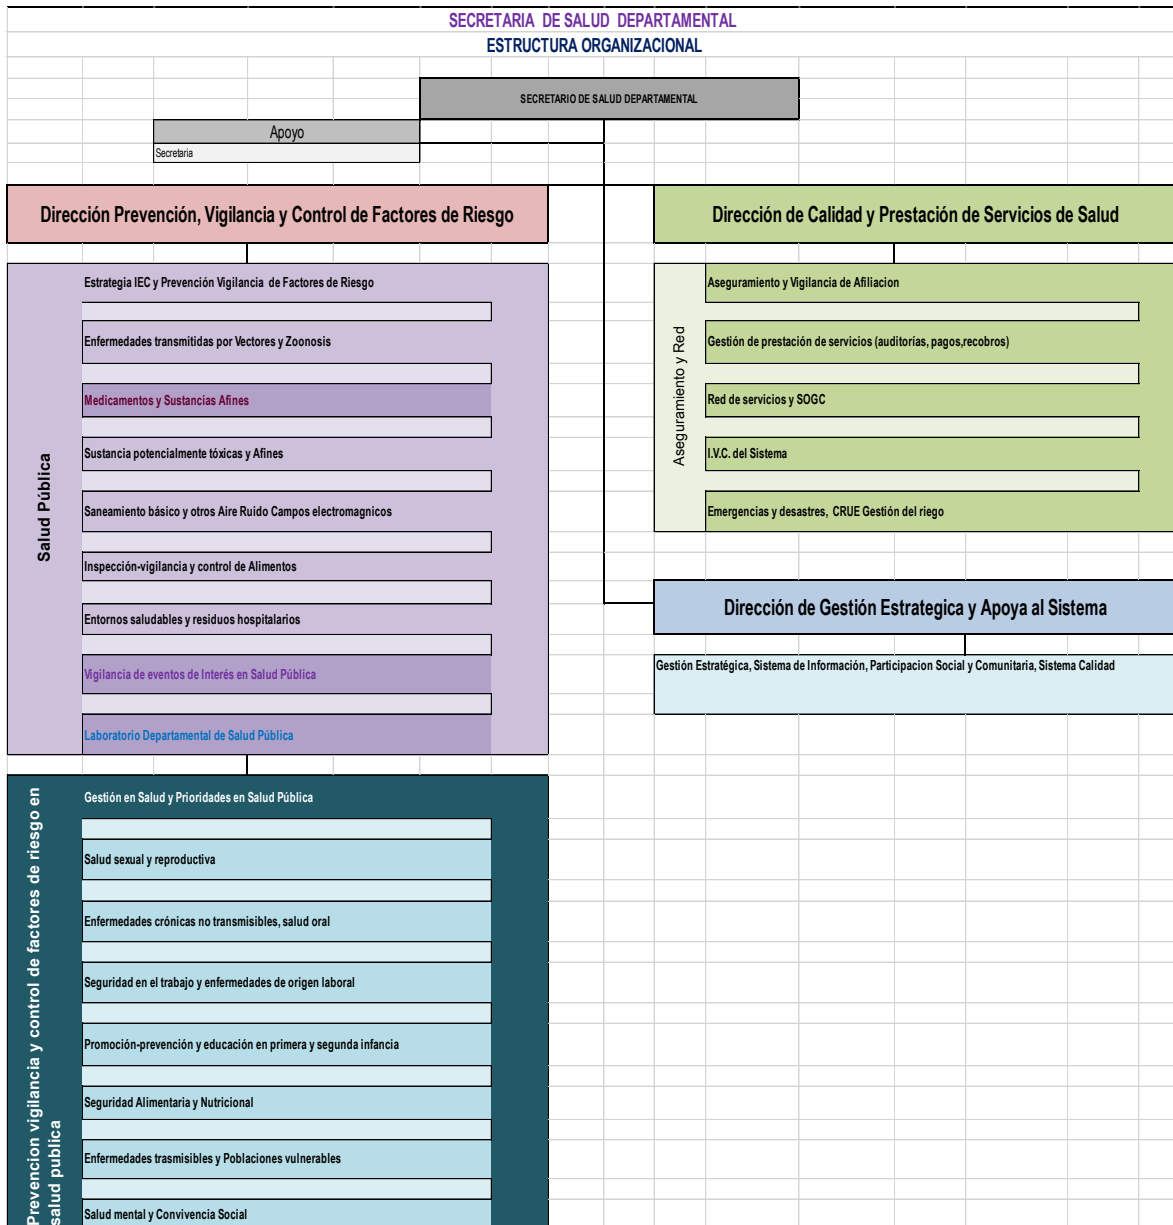 SECRETARIA DE SALUD DEPARTAMENTAL
ESTRUCTURA ORGANIZACIONAL
SECRETARIO DE SALUD DEPARTAMENTAL
Apoyo
Secretaria
Dirección Prevención, Vigilancia y Control de Factores de Riesgo
Salud Pública
Estrategia IEC y Prevención Vigilancia de Factores de Riesgo
Enfermedades transmitidas por Vectores y Zoonosis
Medicamentos y Sustancias Afines
Sustancia potencialmente tóxicas y Afines
Saneamiento básico y otros Aire Ruido Campos electromagnicos
Inspección-vigilancia y control de Alimentos
Entornos saludables y residuos hospitalarios
Vigilancia de eventos de Interés en Salud Pública
Laboratorio Departamental de Salud Pública
Prevencion vigilancia y control de factores de riesgo en
salud publica
Gestión en Salud y Prioridades en Salud Pública
Salud sexual y reproductiva
Enfermedades crónicas no transmisibles, salud oral
Seguridad en el trabajo y enfermedades de origen laboral
Promoción-prevención y educación en primera y segunda infancia
Seguridad Alimentaria y Nutricional
Enfermedades trasmisibles y Poblaciones vulnerables
Salud mental y Convivencia Social
Dirección de Calidad y Prestación de Servicios de Salud
Aseguramiento y Red
Aseguramiento y Vigilancia de Afiliacion
Gestión de prestación de servicios (auditorías, pagos,recobros)
Red de servicios y SOGC
I.V.C. del Sistema
Emergencias y desastres, CRUE Gestión del riego
Dirección de Gestión Estrategica y Apoya al Sistema
Gestión Estratégica, Sistema de Información, Participacion Social y Comunitaria, Sistema Calidad